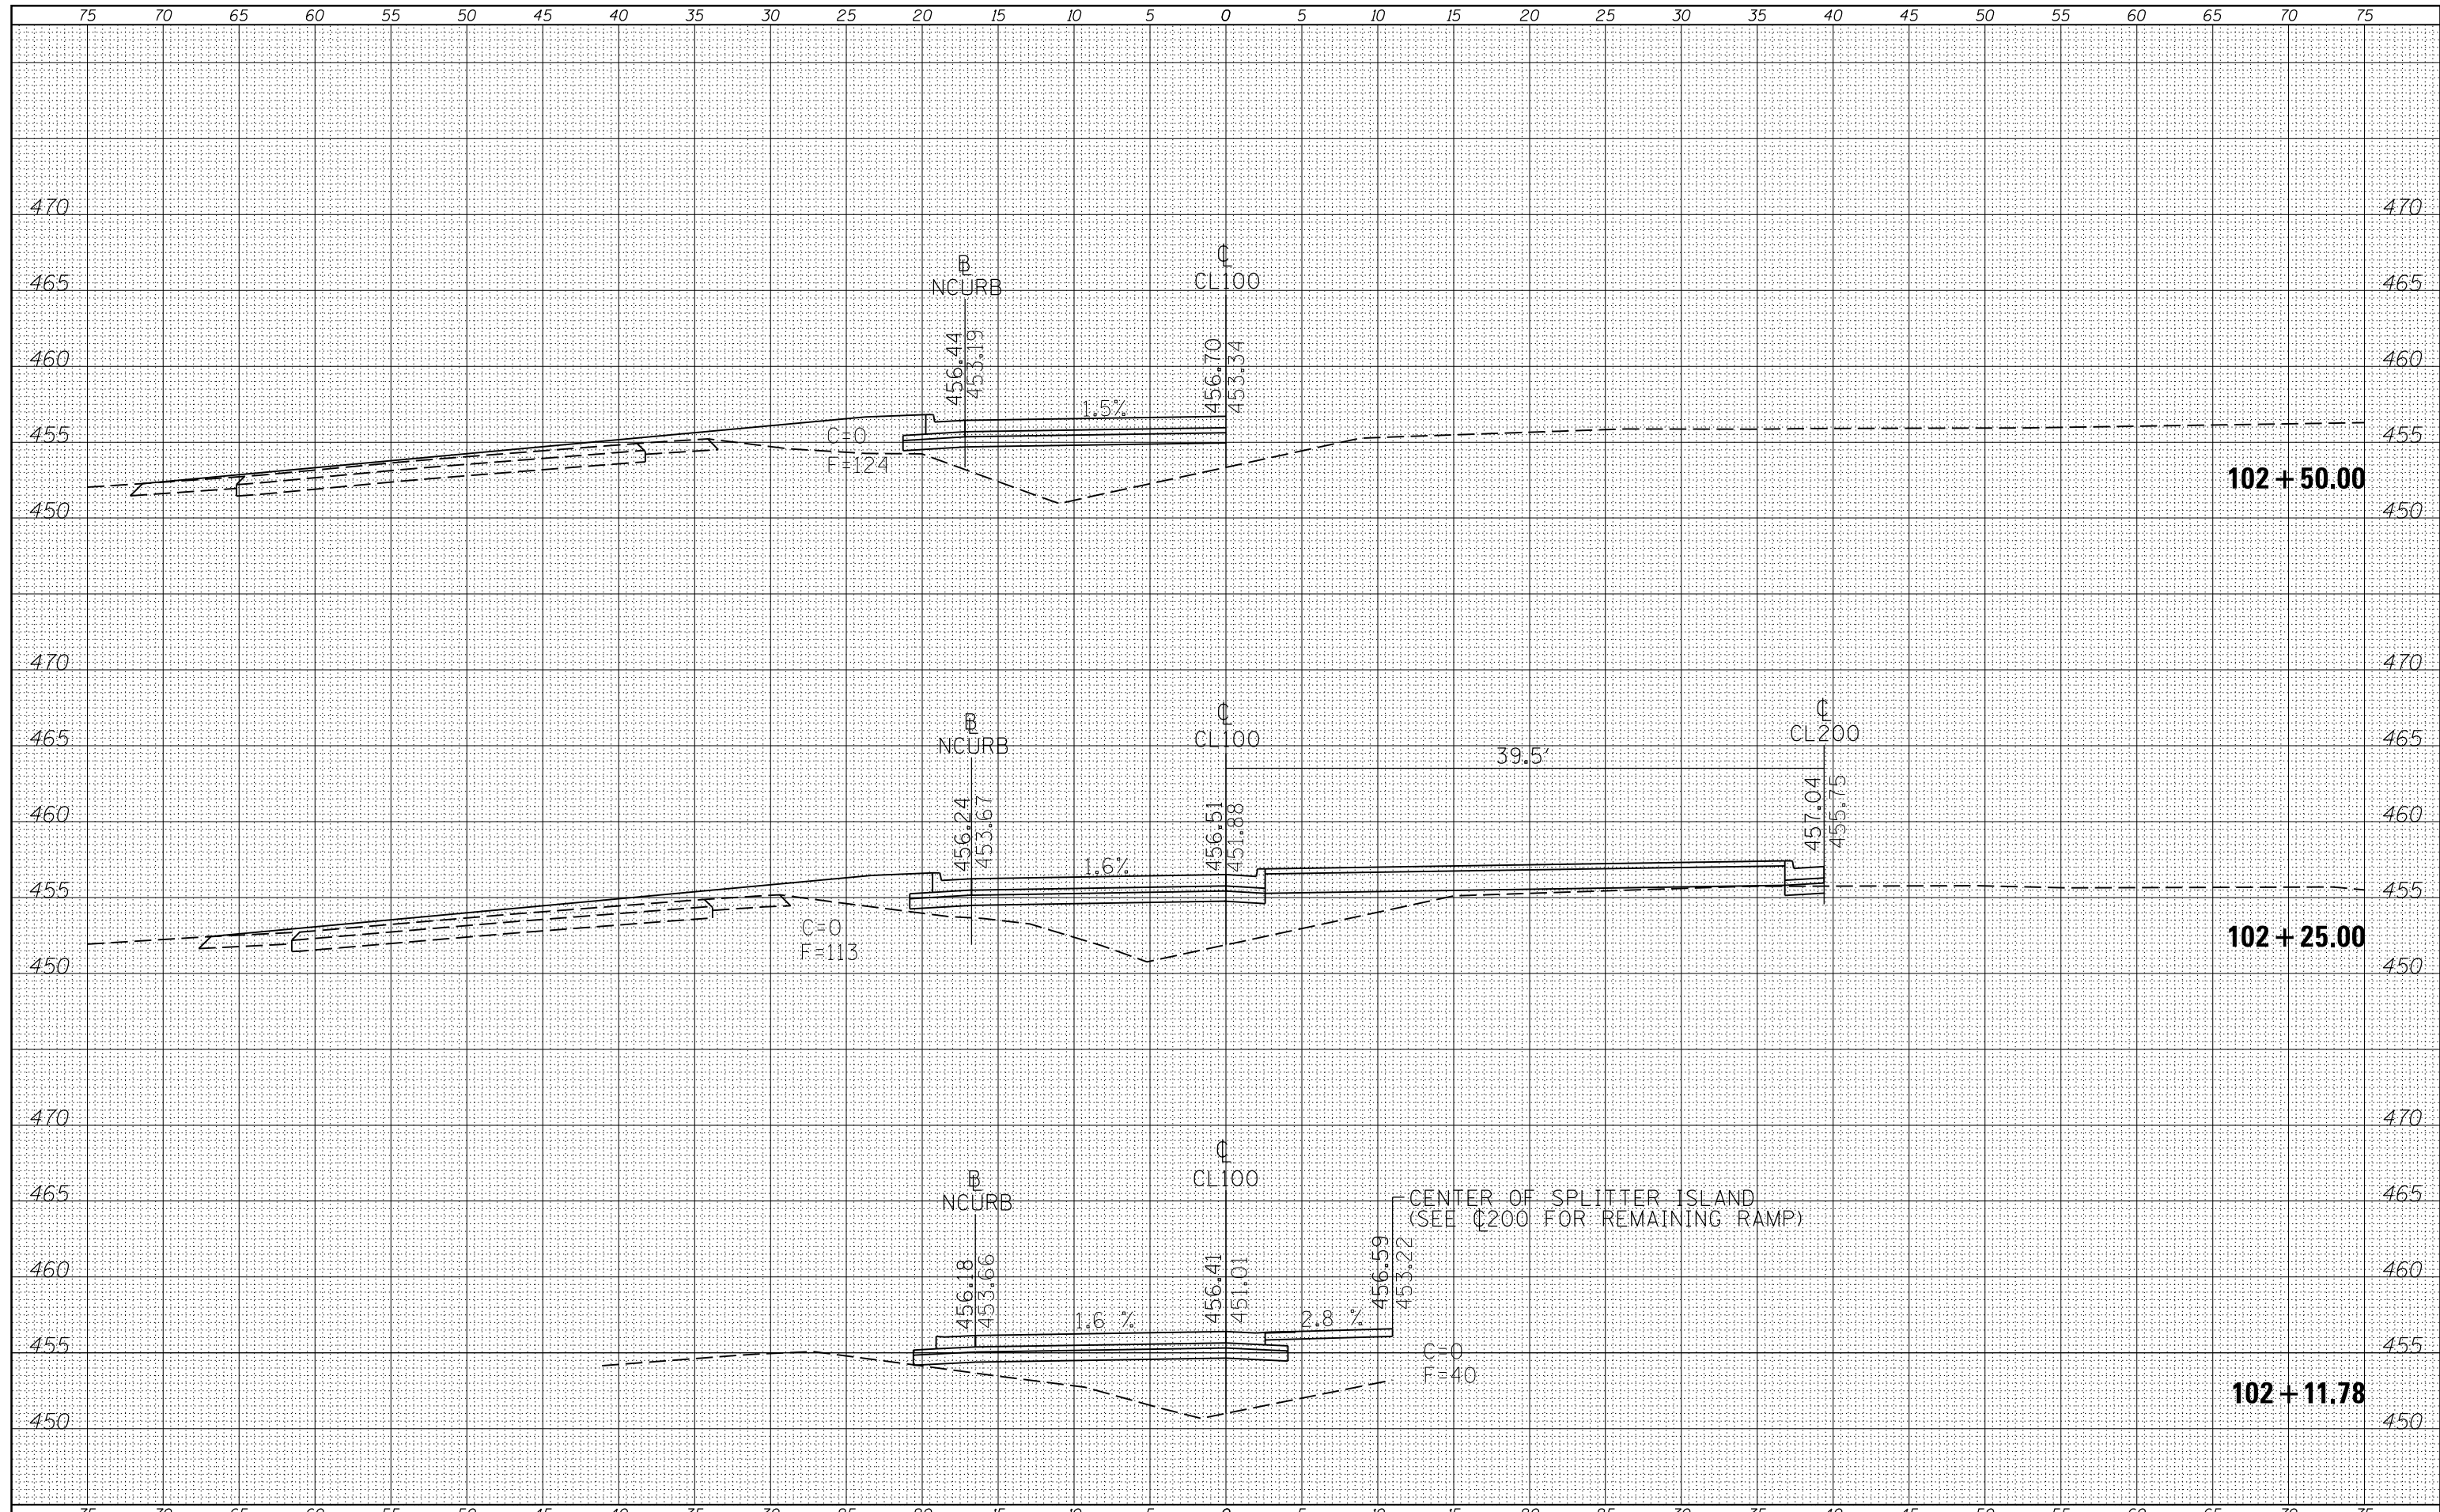 75 70 65 60 55 50 45 40 35 30 25 20 15 10 5 0 5 10 15 20 25 30 35 40 45 50 55 60 65 70 75
470 470
℄
CL100
BL
NCURB
465 465
456.44
453.19
456.70
453.34
460 460
1.5%
C=0
F=124
455 455
102+50.00
450 450
470 470
℄
CL100
BL
NCURB
℄
CL200
465 465
39.5'
456.24
453.67
456.51
451.88
457.04
455.75
460 460
1.6%
455 455
C=0
F=113
102+25.00
450 450
470 470
℄
CL100
BL
NCURB
465 465
CENTER OF SPLITTER ISLAND
(SEE ℄200 FOR REMAINING RAMP)
456.18
453.66
456.41
451.01
456.59
453.22
460 460
1.6 %
2.8 %
455 455
C=0
F=40
102+11.78
450 450
75 70 65 60 55 50 45 40 35 30 25 20 15 10 5 0 5 10 15 20 25 30 35 40 45 50 55 60 65 70 75